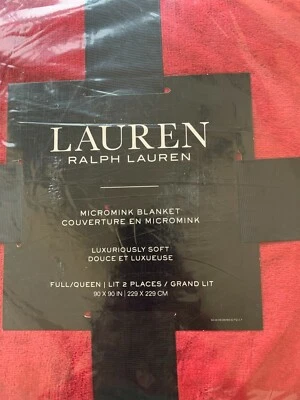 LAUREN
RALPH LAUREN
MICROMINK BLANKET
COUVERTURE EN MICROMINK
LUXURIOUSLY SOFT
DOUCE ET LUXUEUSE
FULL/QUEEN | LIT 2 PLACES / GRAND LIT
90 X 90 IN | 229 X 229 CM